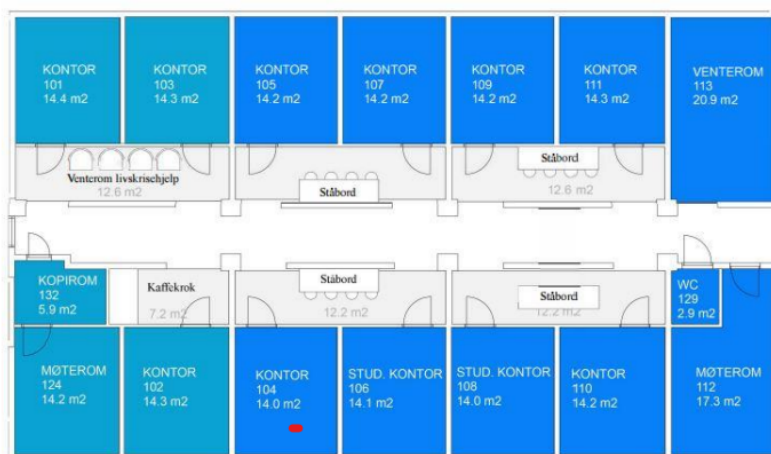 KONTOR
101
14.4 m2
KONTOR
103
14.3 m2
KONTOR
105
14.2 m2
KONTOR
107
14.2 m2
KONTOR
109
14.2 m2
KONTOR
111
14.3 m2
VENTEROM
113
20.9 m2
Venterom livskrisehjelp
12.6 m2
Ståbord
Ståbord
12.6 m2
KOPIROM
132
5.9 m2
Kaffekrok
7.2 m2
Ståbord
12.2 m2
Ståbord
12.2 m2
WC
129
2.9 m2
MØTEROM
124
14.2 m2
KONTOR
102
14.3 m2
KONTOR
104
14.0 m2
STUD. KONTOR
106
14.1 m2
STUD. KONTOR
108
14.0 m2
KONTOR
110
14.2 m2
MØTEROM
112
17.3 m2